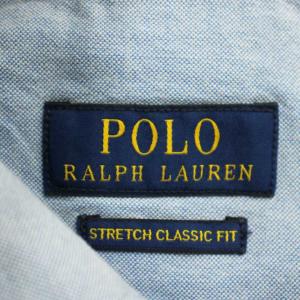 POLO
RALPH LAUREN
STRETCH CLASSIC FIT